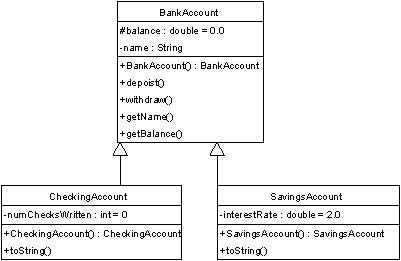 BankAccount
#balance : double = 0.0
-name : String
+BankAccount() : BankAccount
+depoist()
+withdraw()
+getName()
+getBalance()
CheckingAccount
-numChecksWritten : int = 0
+CheckingAccount() : CheckingAccount
+toString()
SavingsAccount
-interestRate : double = 2.0
+SavingsAccount() : SavingsAccount
+toString()